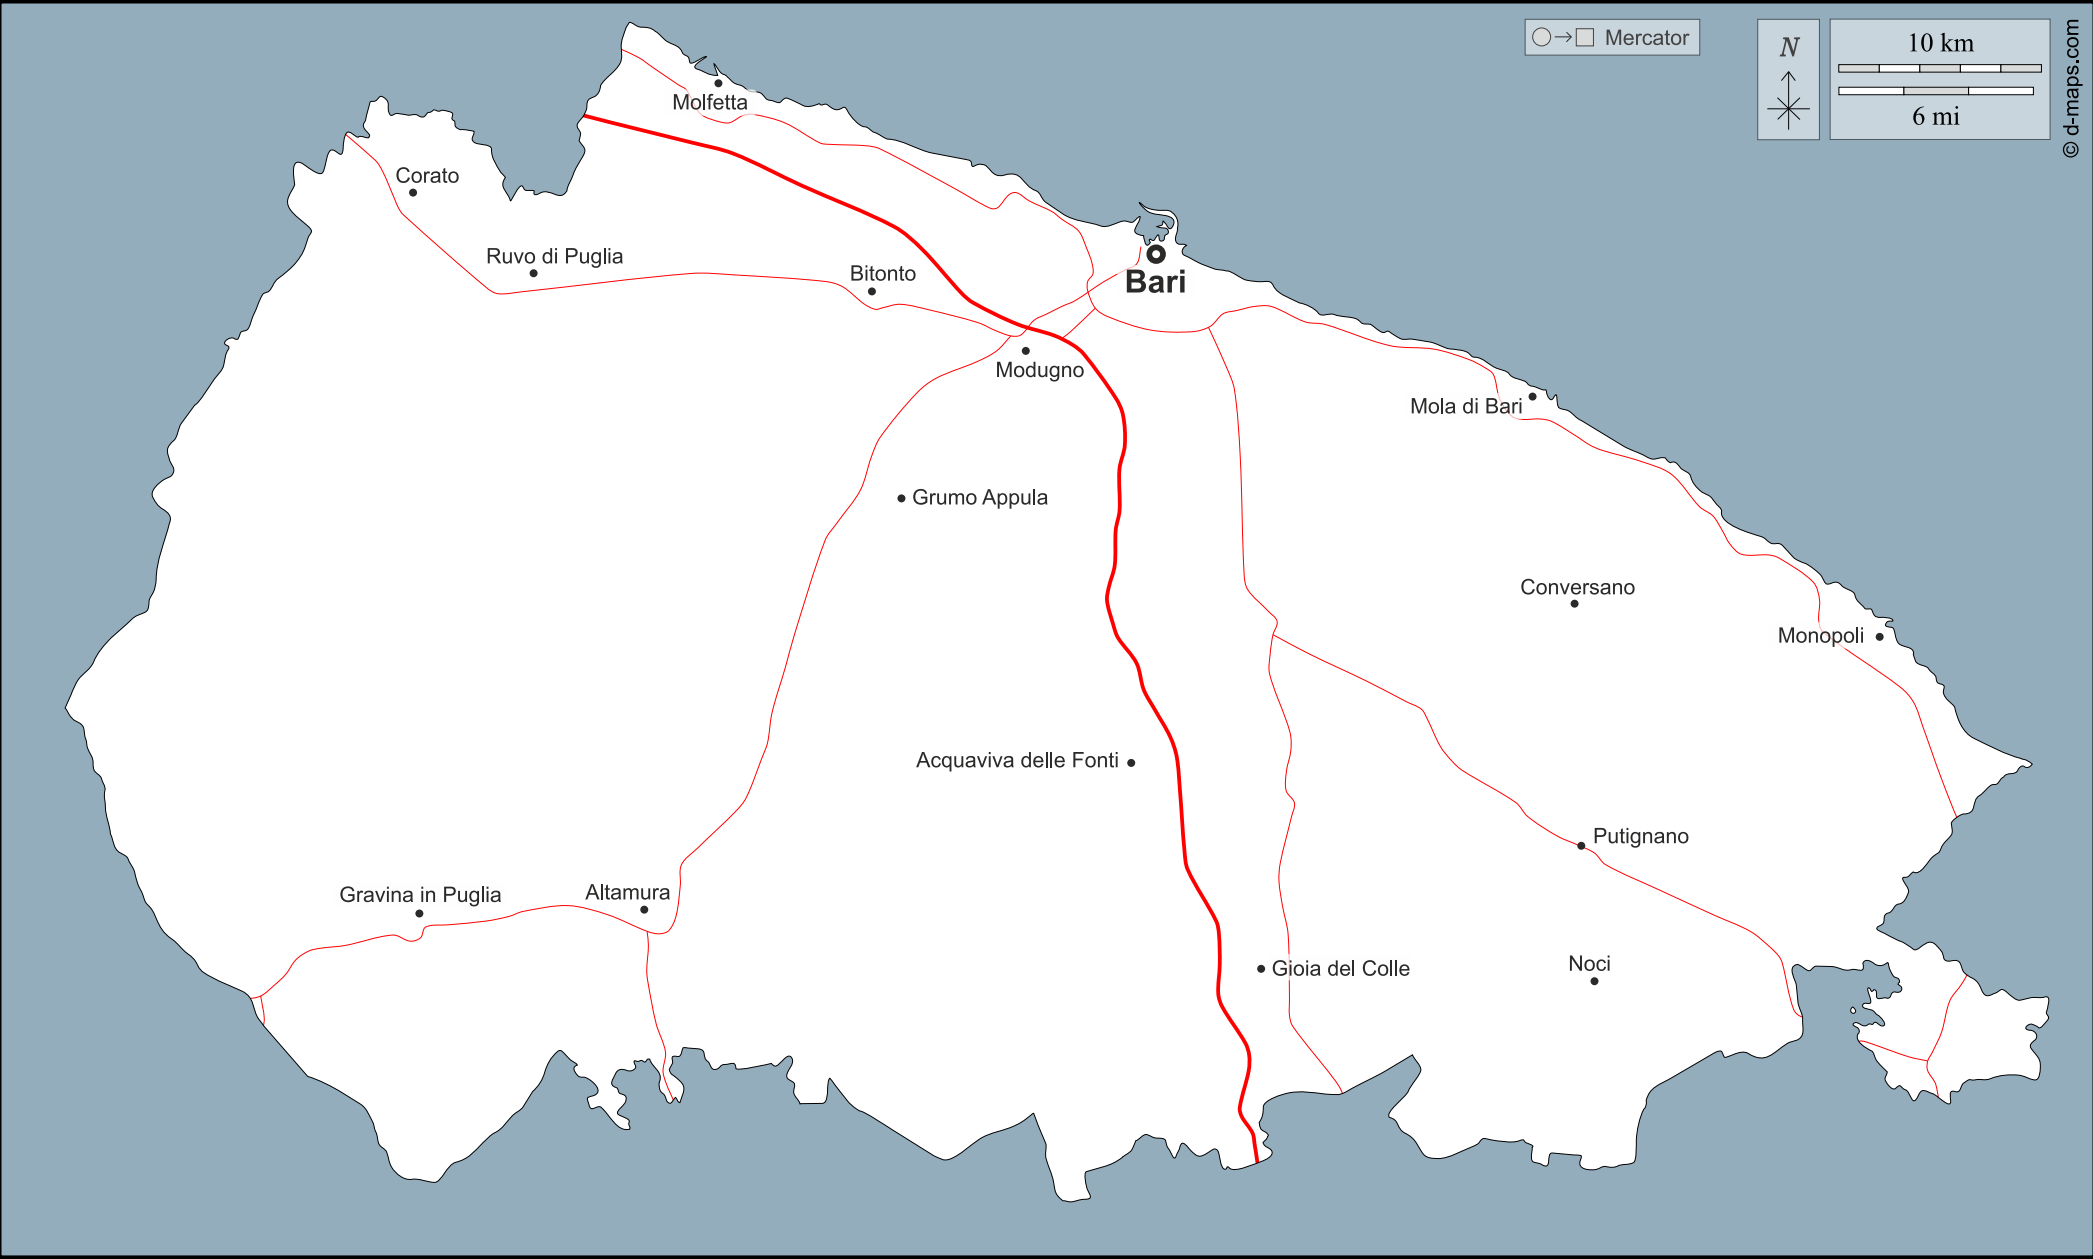 Mercator
N
10 km
6 mi
© d-maps.com
Molfetta
Corato
Ruvo di Puglia
Bitonto
Bari
Modugno
Mola di Bari
Grumo Appula
Conversano
Monopoli
Acquaviva delle Fonti
Putignano
Gravina in Puglia
Altamura
Gioia del Colle
Noci